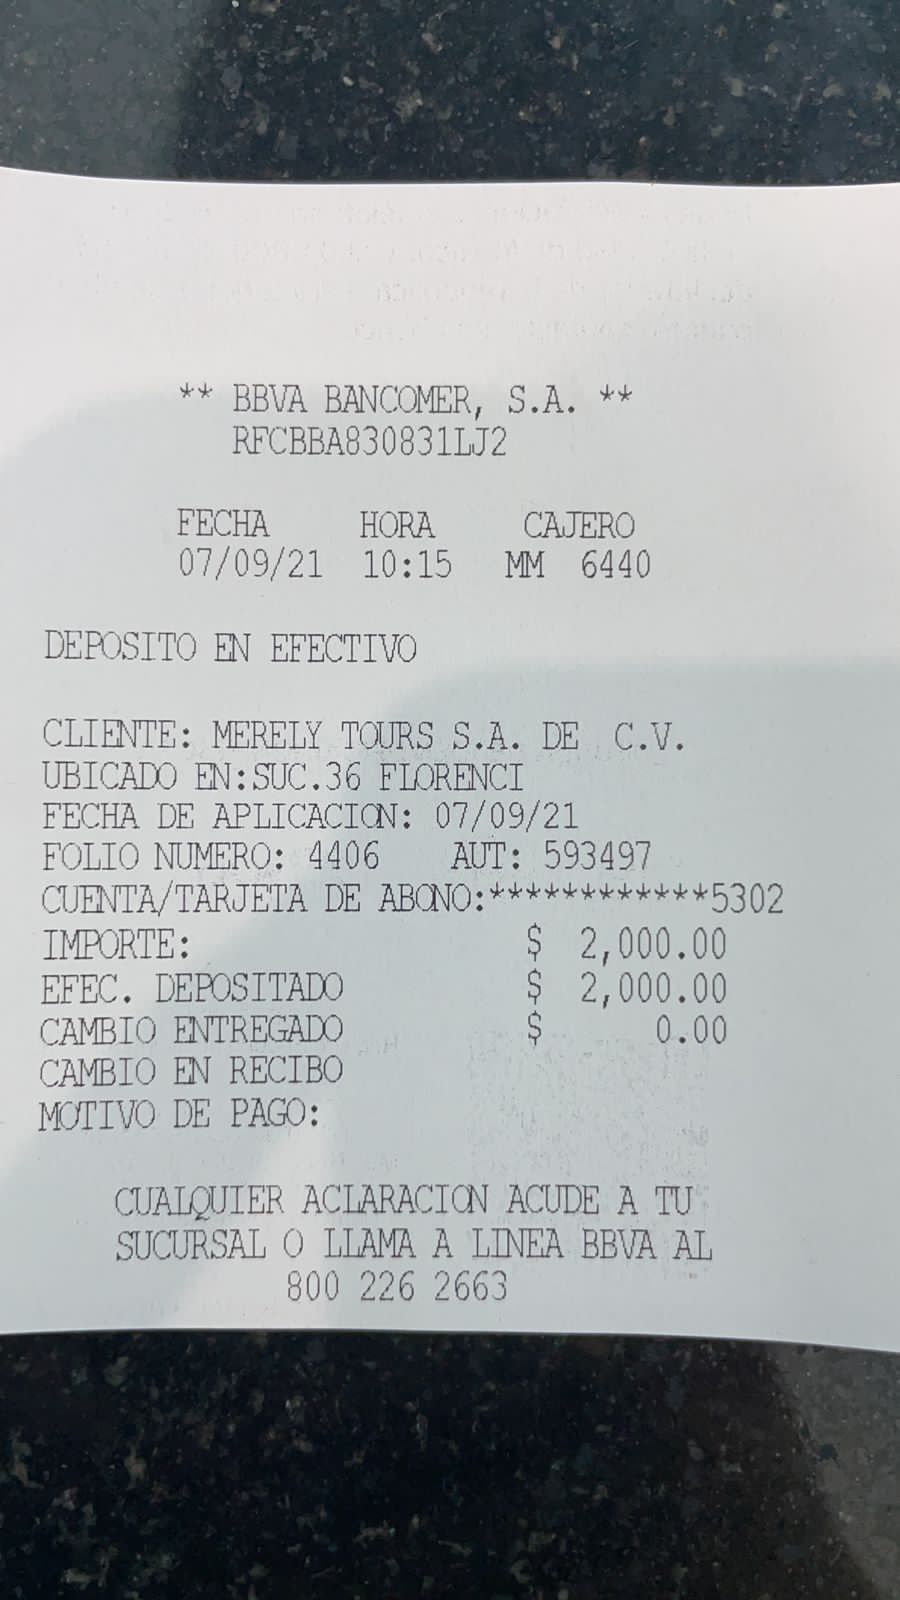 ** BBVA BANCOMER, S.A. **
RFCBBA830831LJ2
FECHA HORA CAJERO
07/09/21 10:15 MM 6440
DEPOSITO EN EFECTIVO
CLIENTE: MERELY TOURS S.A. DE C.V.
UBICADO EN:SUC.36 FLORENCI
FECHA DE APLICACION: 07/09/21
FOLIO NUMERO: 4406 AUT: 593497
CUENTA/TARJETA DE ABONO:************5302
IMPORTE: $ 2,000.00
EFEC. DEPOSITADO $ 2,000.00
CAMBIO ENTREGADO $ 0.00
CAMBIO EN RECIBO
MOTIVO DE PAGO:
CUALQUIER ACLARACION ACUDE A TU
SUCURSAL O LLAMA A LINEA BBVA AL
800 226 2663